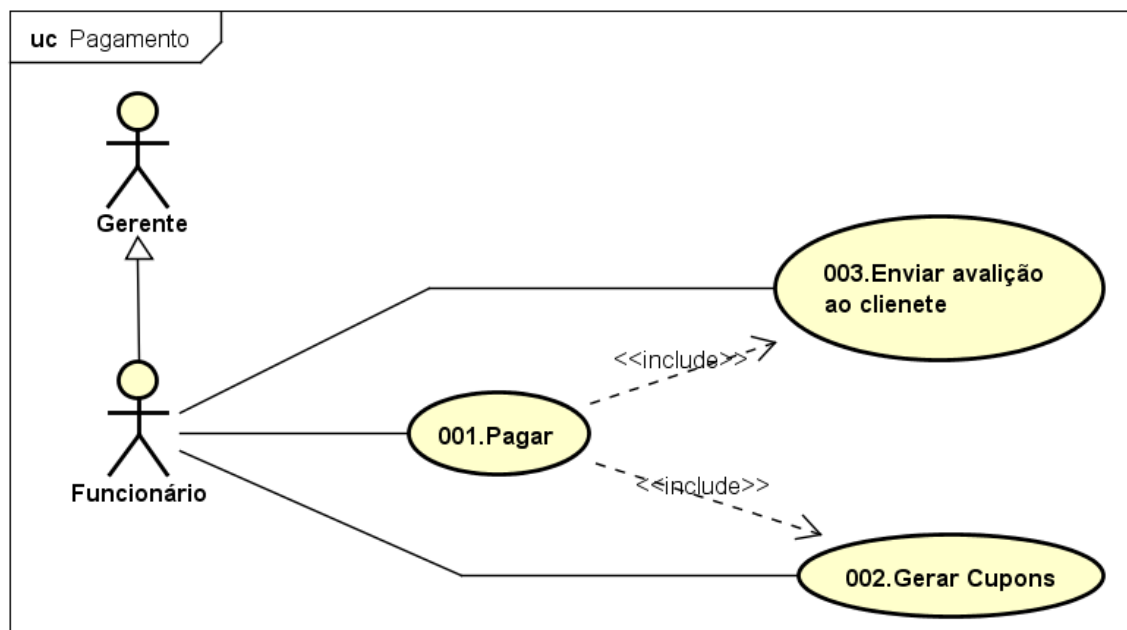 uc Pagamento
Gerente
003.Enviar avalição
ao clienete
<<include>>
001.Pagar
Funcionário
<<include>>
002.Gerar Cupons